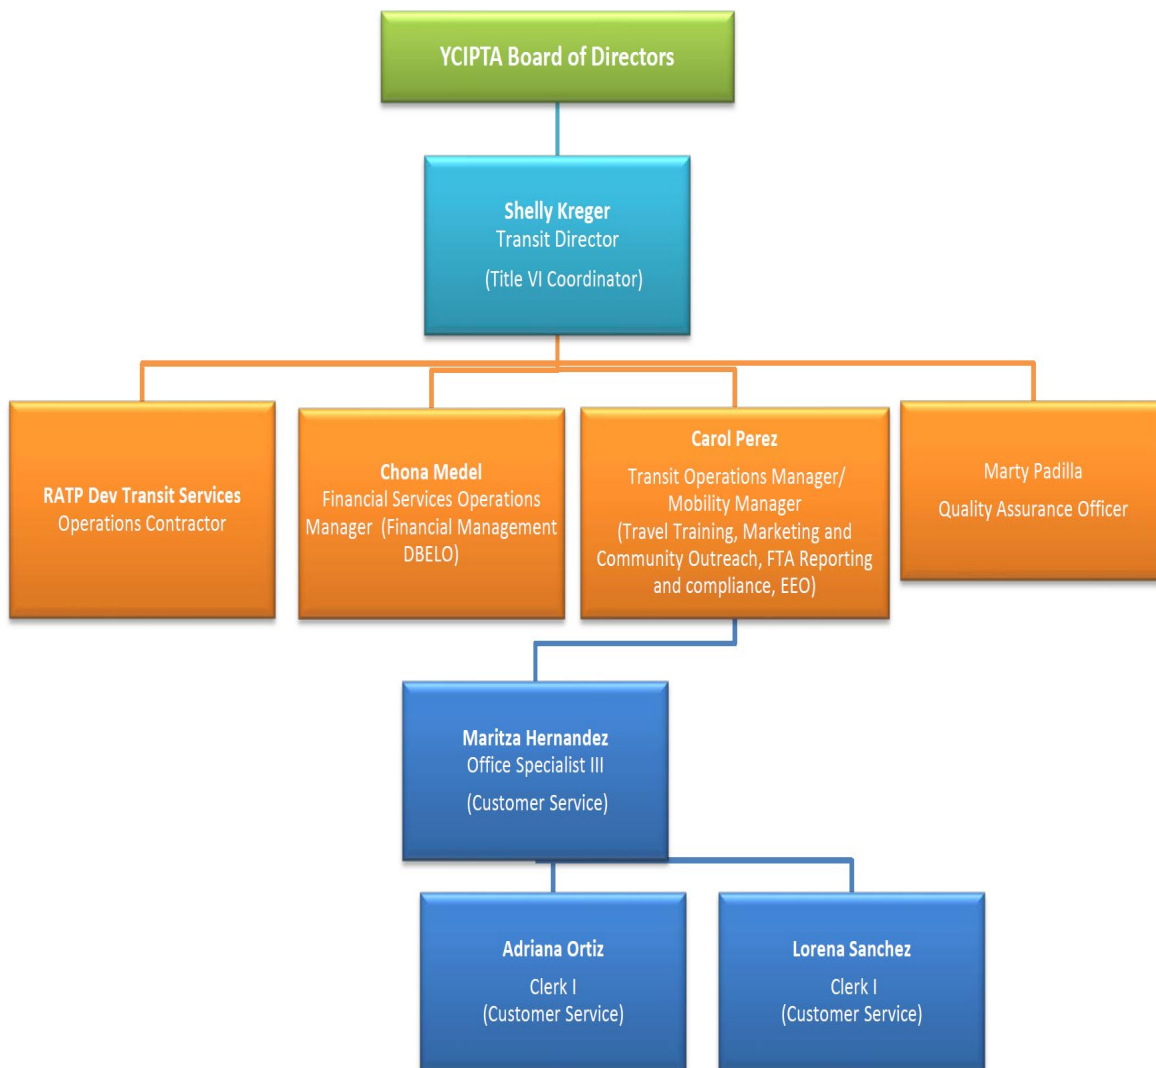 YCIPTA Board of Directors
Shelly Kreger
Transit Director
(Title VI Coordinator)
RATP Dev Transit Services
Operations Contractor
Chona Medel
Financial Services Operations
Manager (Financial Management
DBELO)
Carol Perez
Transit Operations Manager/
Mobility Manager
(Travel Training, Marketing and
Community Outreach, FTA Reporting
and compliance, EEO)
Marty Padilla
Quality Assurance Officer
Maritza Hernandez
Office Specialist III
(Customer Service)
Adriana Ortiz
Clerk I
(Customer Service)
Lorena Sanchez
Clerk I
(Customer Service)